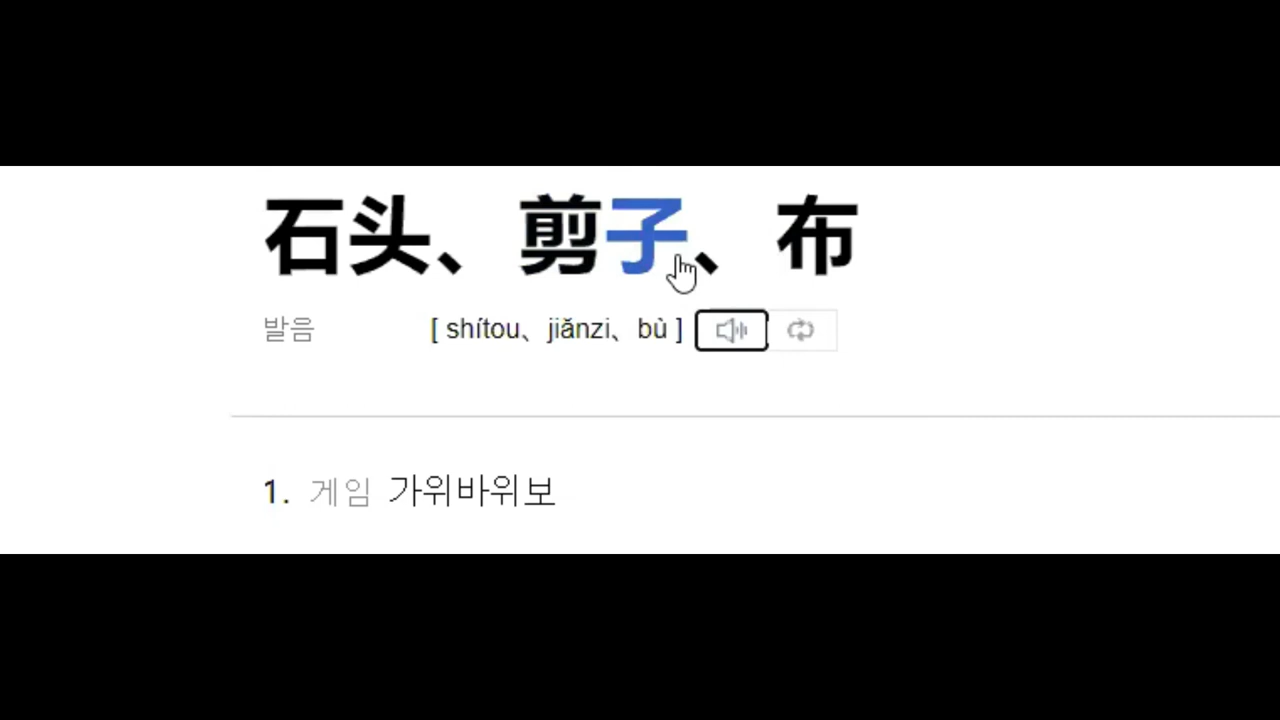 石头、剪子、布
발음 [ shítou、jiǎnzi、bù ]
1. 게임 가위바위보